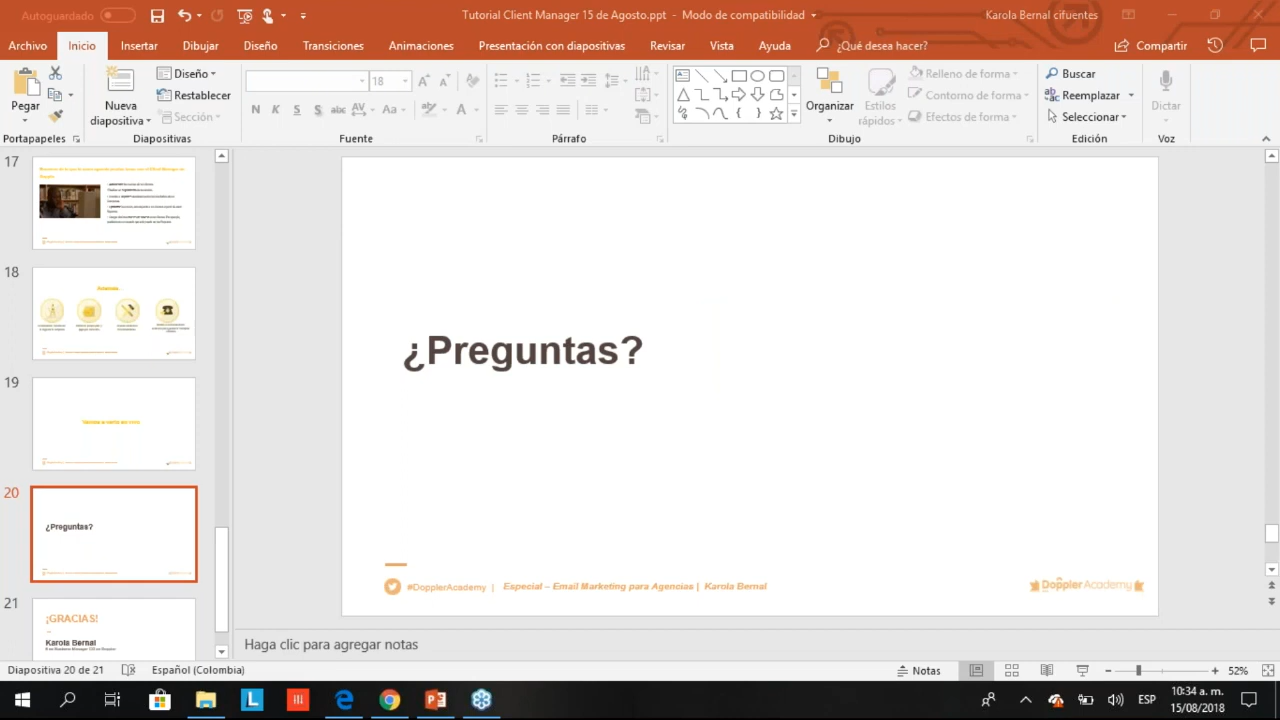 Autoguardado
Tutorial Client Manager 15 de Agosto.ppt - Modo de compatibilidad
Karola Bernal cifuentes
Archivo Inicio Insertar Dibujar Diseño Transiciones Animaciones Presentación con diapositivas Revisar Vista Ayuda ¿Qué desea hacer? Compartir
Pegar
Nueva diapositiva
Diseño
Restablecer
Sección
18
N K S S abc AV Aa A
Organizar
Estilos rápidos
Relleno de forma
Contorno de forma
Efectos de forma
Buscar
Reemplazar
Seleccionar
Dictar
Portapapeles Diapositivas Fuente Párrafo Dibujo Edición Voz
17
18
19
20
¿Preguntas?
21
¡GRACIAS!
Karola Bernal
¿Preguntas?
#DopplerAcademy | Especial – Email Marketing para Agencias | Karola Bernal
DopplerAcademy
Haga clic para agregar notas
Diapositiva 20 de 21 Español (Colombia) Notas 52%
ESP
10:34 a. m.
15/08/2018